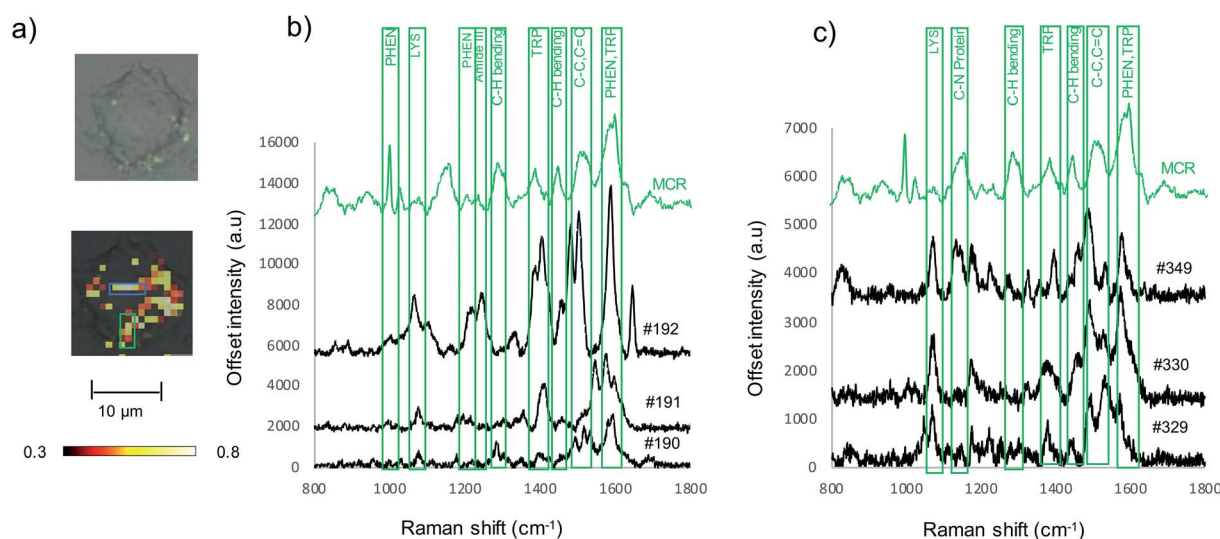 a)
10 µm
0.3
0.8
b)
PHEN
LYS
PHEN
Amide III
C-H bending
TRP
C-H bending
C-C,C=C
PHEN,TRP
Offset intensity (a.u)
16000
14000
12000
10000
8000
6000
4000
2000
0
MCR
#192
#191
#190
800
1000
1200
1400
1600
1800
Raman shift (cm-1)
c)
LYS
C-N Protein
C-H bending
TRP
C-H bending
C-C,C=C
PHEN,TRP
Offset intensity (a.u)
7000
6000
5000
4000
3000
2000
1000
0
MCR
#349
#330
#329
800
1000
1200
1400
1600
1800
Raman shift (cm-1)